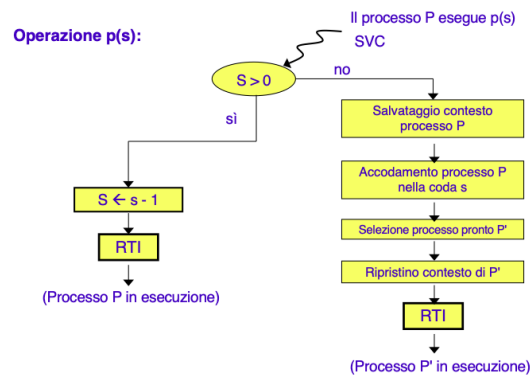 Operazione p(s):
Il processo P esegue p(s)
SVC
S > 0
no
sì
Salvataggio contesto
processo P
Accodamento processo P
nella coda s
S ← s - 1
Selezione processo pronto P'
RTI
Ripristino contesto di P'
(Processo P in esecuzione)
RTI
(Processo P' in esecuzione)